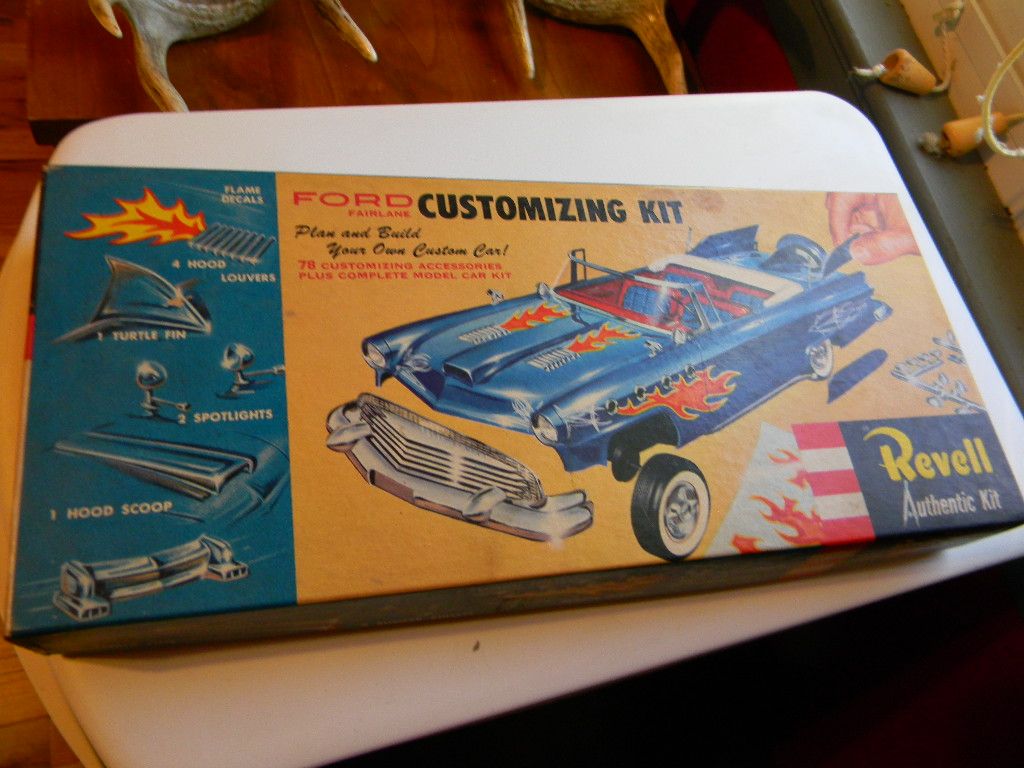 FLAME
DECALS
4 HOOD
LOUVERS
1 TURTLE FIN
2 SPOTLIGHTS
1 HOOD SCOOP
FORD
FAIRLANE
CUSTOMIZING KIT
Plan and Build
Your Own Custom Car!
78 CUSTOMIZING ACCESSORIES
PLUS COMPLETE MODEL CAR KIT
Revell
Authentic Kit